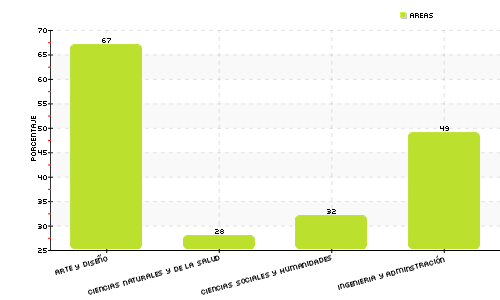 AREAS
PORCENTAJE
70
65
60
55
50
45
40
35
30
25
67
28
32
49
ARTE Y DISEÑO
CIENCIAS NATURALES Y DE LA SALUD
CIENCIAS SOCIALES Y HUMANIDADES
INGENIERIA Y ADMINSTRACIÓN